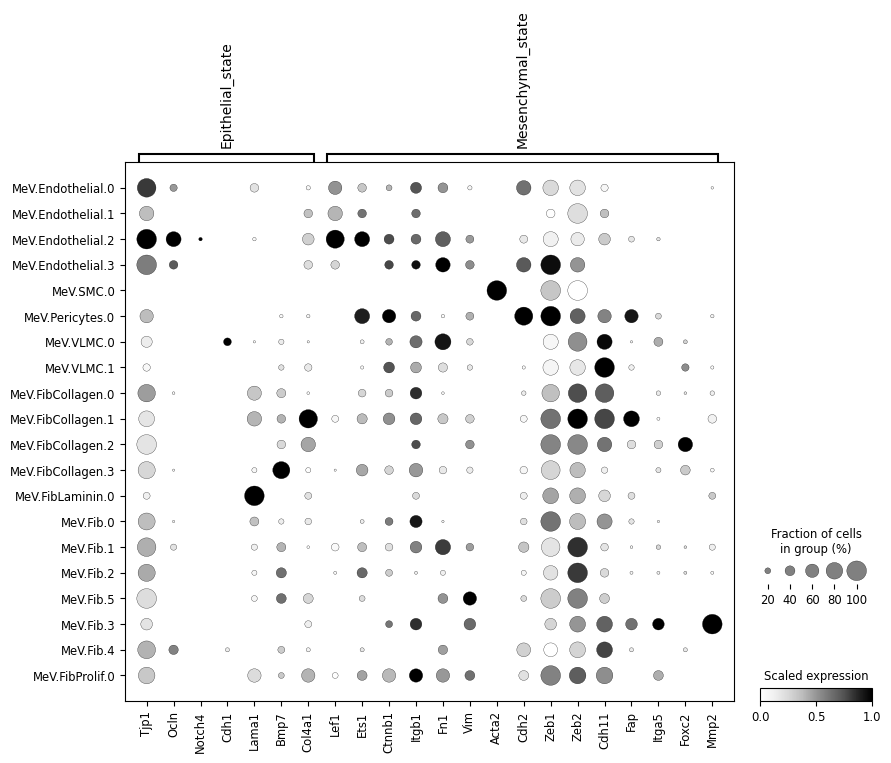 Epithelial_state
Mesenchymal_state
MeV.Endothelial.0
MeV.Endothelial.1
MeV.Endothelial.2
MeV.Endothelial.3
MeV.SMC.0
MeV.Pericytes.0
MeV.VLMC.0
MeV.VLMC.1
MeV.FibCollagen.0
MeV.FibCollagen.1
MeV.FibCollagen.2
MeV.FibCollagen.3
MeV.FibLaminin.0
MeV.Fib.0
MeV.Fib.1
MeV.Fib.2
MeV.Fib.5
MeV.Fib.3
MeV.Fib.4
MeV.FibProlif.0
Tjp1
Ocln
Notch4
Cdh1
Lama1
Bmp7
Col4a1
Lef1
Ets1
Ctnnb1
Itgb1
Fn1
Vim
Acta2
Cdh2
Zeb1
Zeb2
Cdh11
Fap
Itga5
Foxc2
Mmp2
Fraction of cells
in group (%)
20 40 60 80 100
Scaled expression
0.0 0.5 1.0